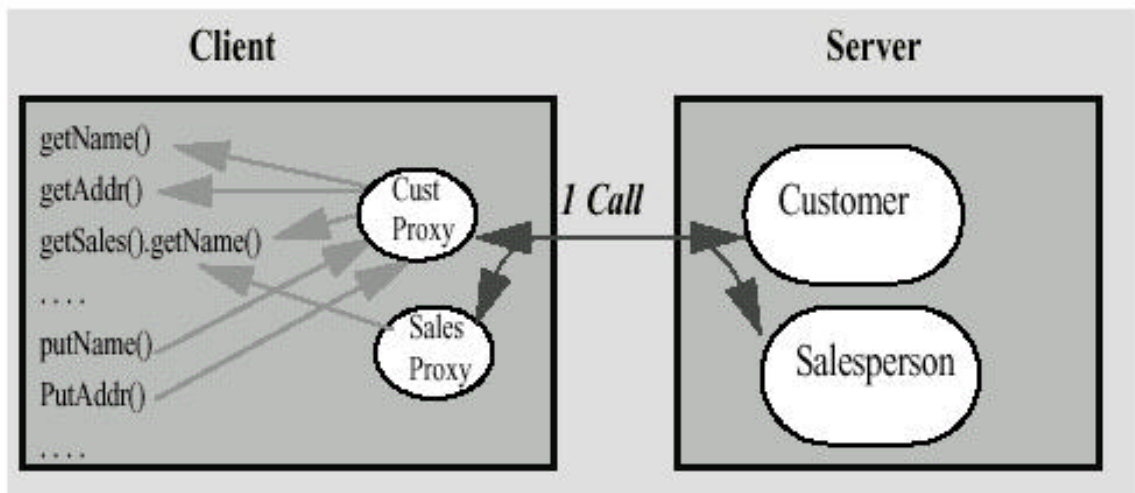 Client
Server
getName()
getAddr()
getSales().getName()
. . . .
putName()
PutAddr()
. . . .
Cust
Proxy
Sales
Proxy
1 Call
Customer
Salesperson